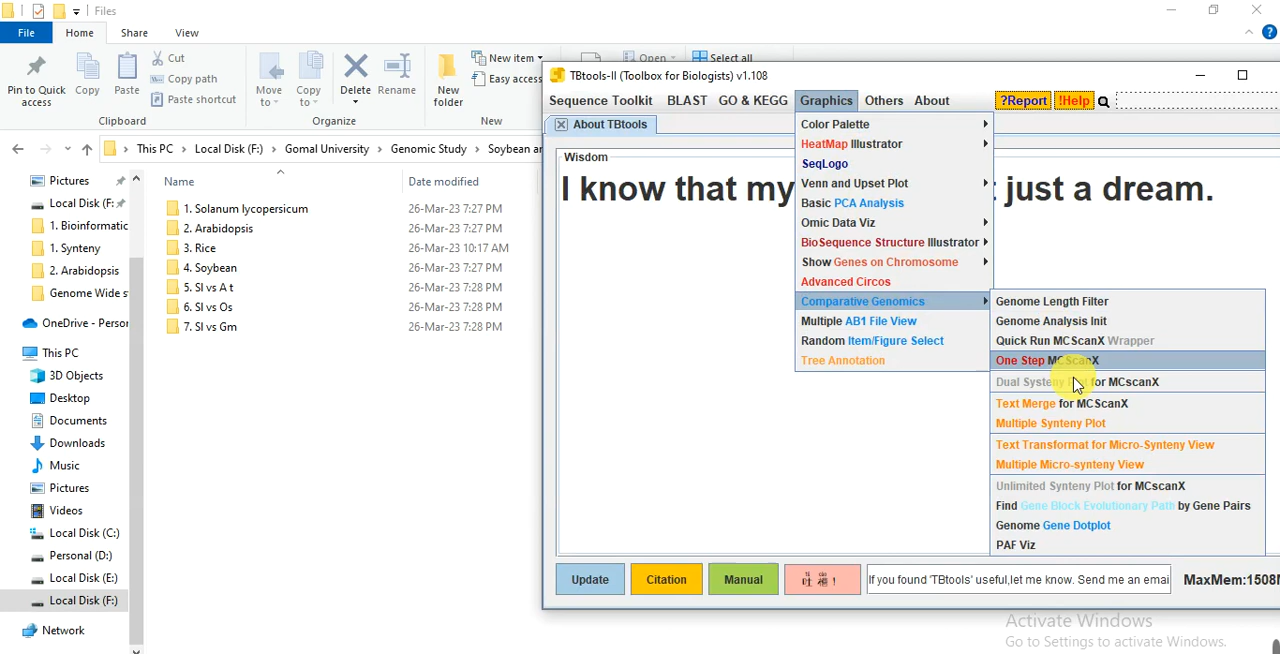 Files
File Home Share View
Pin to Quick access
Copy
Paste
Cut
Copy path
Paste shortcut
Clipboard
Move to
Copy to
Delete
Rename
Organize
New folder
New item
Easy access
New
Open
Select all
This PC › Local Disk (F:) › Gomal University › Genomic Study › Soybean
Pictures
Local Disk (F:
1. Bioinformatic
1. Synteny
2. Arabidopsis
Genome Wide s
OneDrive - Person
This PC
3D Objects
Desktop
Documents
Downloads
Music
Pictures
Videos
Local Disk (C:)
Personal (D:)
Local Disk (E:)
Local Disk (F:)
Network
Name Date modified
1. Solanum lycopersicum 26-Mar-23 7:27 PM
2. Arabidopsis 26-Mar-23 7:27 PM
3. Rice 26-Mar-23 10:17 AM
4. Soybean 26-Mar-23 7:27 PM
5. Sl vs A t 26-Mar-23 7:28 PM
6. Sl vs Os 26-Mar-23 7:28 PM
7. Sl vs Gm 26-Mar-23 7:28 PM
TBtools-II (Toolbox for Biologists) v1.108
Sequence Toolkit BLAST GO & KEGG Graphics Others About ?Report !Help
About TBtools
Wisdom
I know that my just a dream.
Color Palette
HeatMap Illustrator
SeqLogo
Venn and Upset Plot
Basic PCA Analysis
Omic Data Viz
BioSequence Structure Illustrator
Show Genes on Chromosome
Advanced Circos
Comparative Genomics
Multiple AB1 File View
Random Item/Figure Select
Tree Annotation
Genome Length Filter
Genome Analysis Init
Quick Run MCScanX Wrapper
One Step MCScanX
Dual Systeny Plot for MCscanX
Text Merge for MCScanX
Multiple Synteny Plot
Text Transformat for Micro-Synteny View
Multiple Micro-synteny View
Unlimited Synteny Plot for MCscanX
Find Gene Block Evolutionary Path by Gene Pairs
Genome Gene Dotplot
PAF Viz
Update Citation Manual If you found 'TBtools' useful,let me know. Send me an emai MaxMem:1508
Activate Windows
Go to Settings to activate Windows.